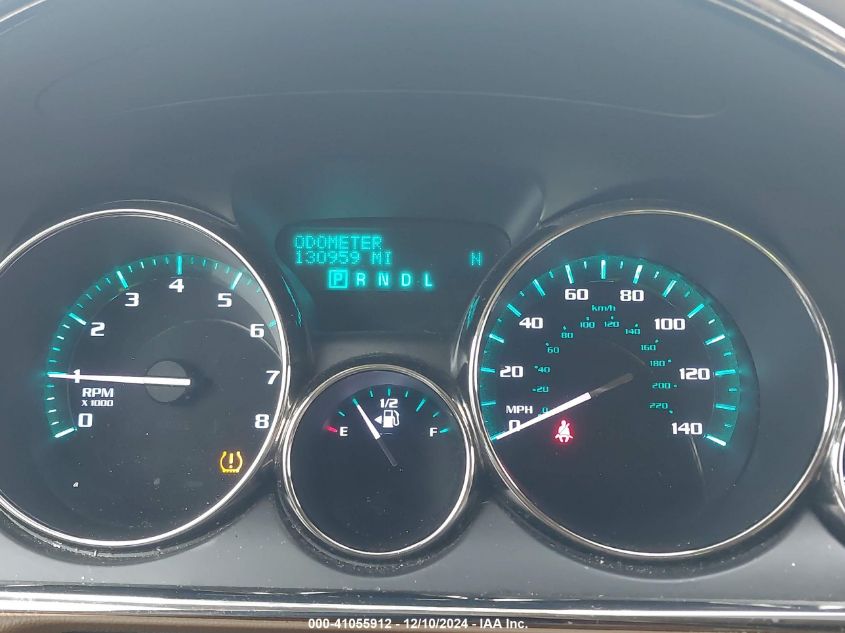 ODOMETER
130959 MI N
P R N D L
0 1 2 3 4 5 6 7 8
RPM
X 1000
E 1/2 F
0 20 40 60 80 100 120 140
MPH
km/h
0 20 40 60 80 100 120 140 160 180 200 220
000-41055912 - 12/10/2024 - IAA Inc.